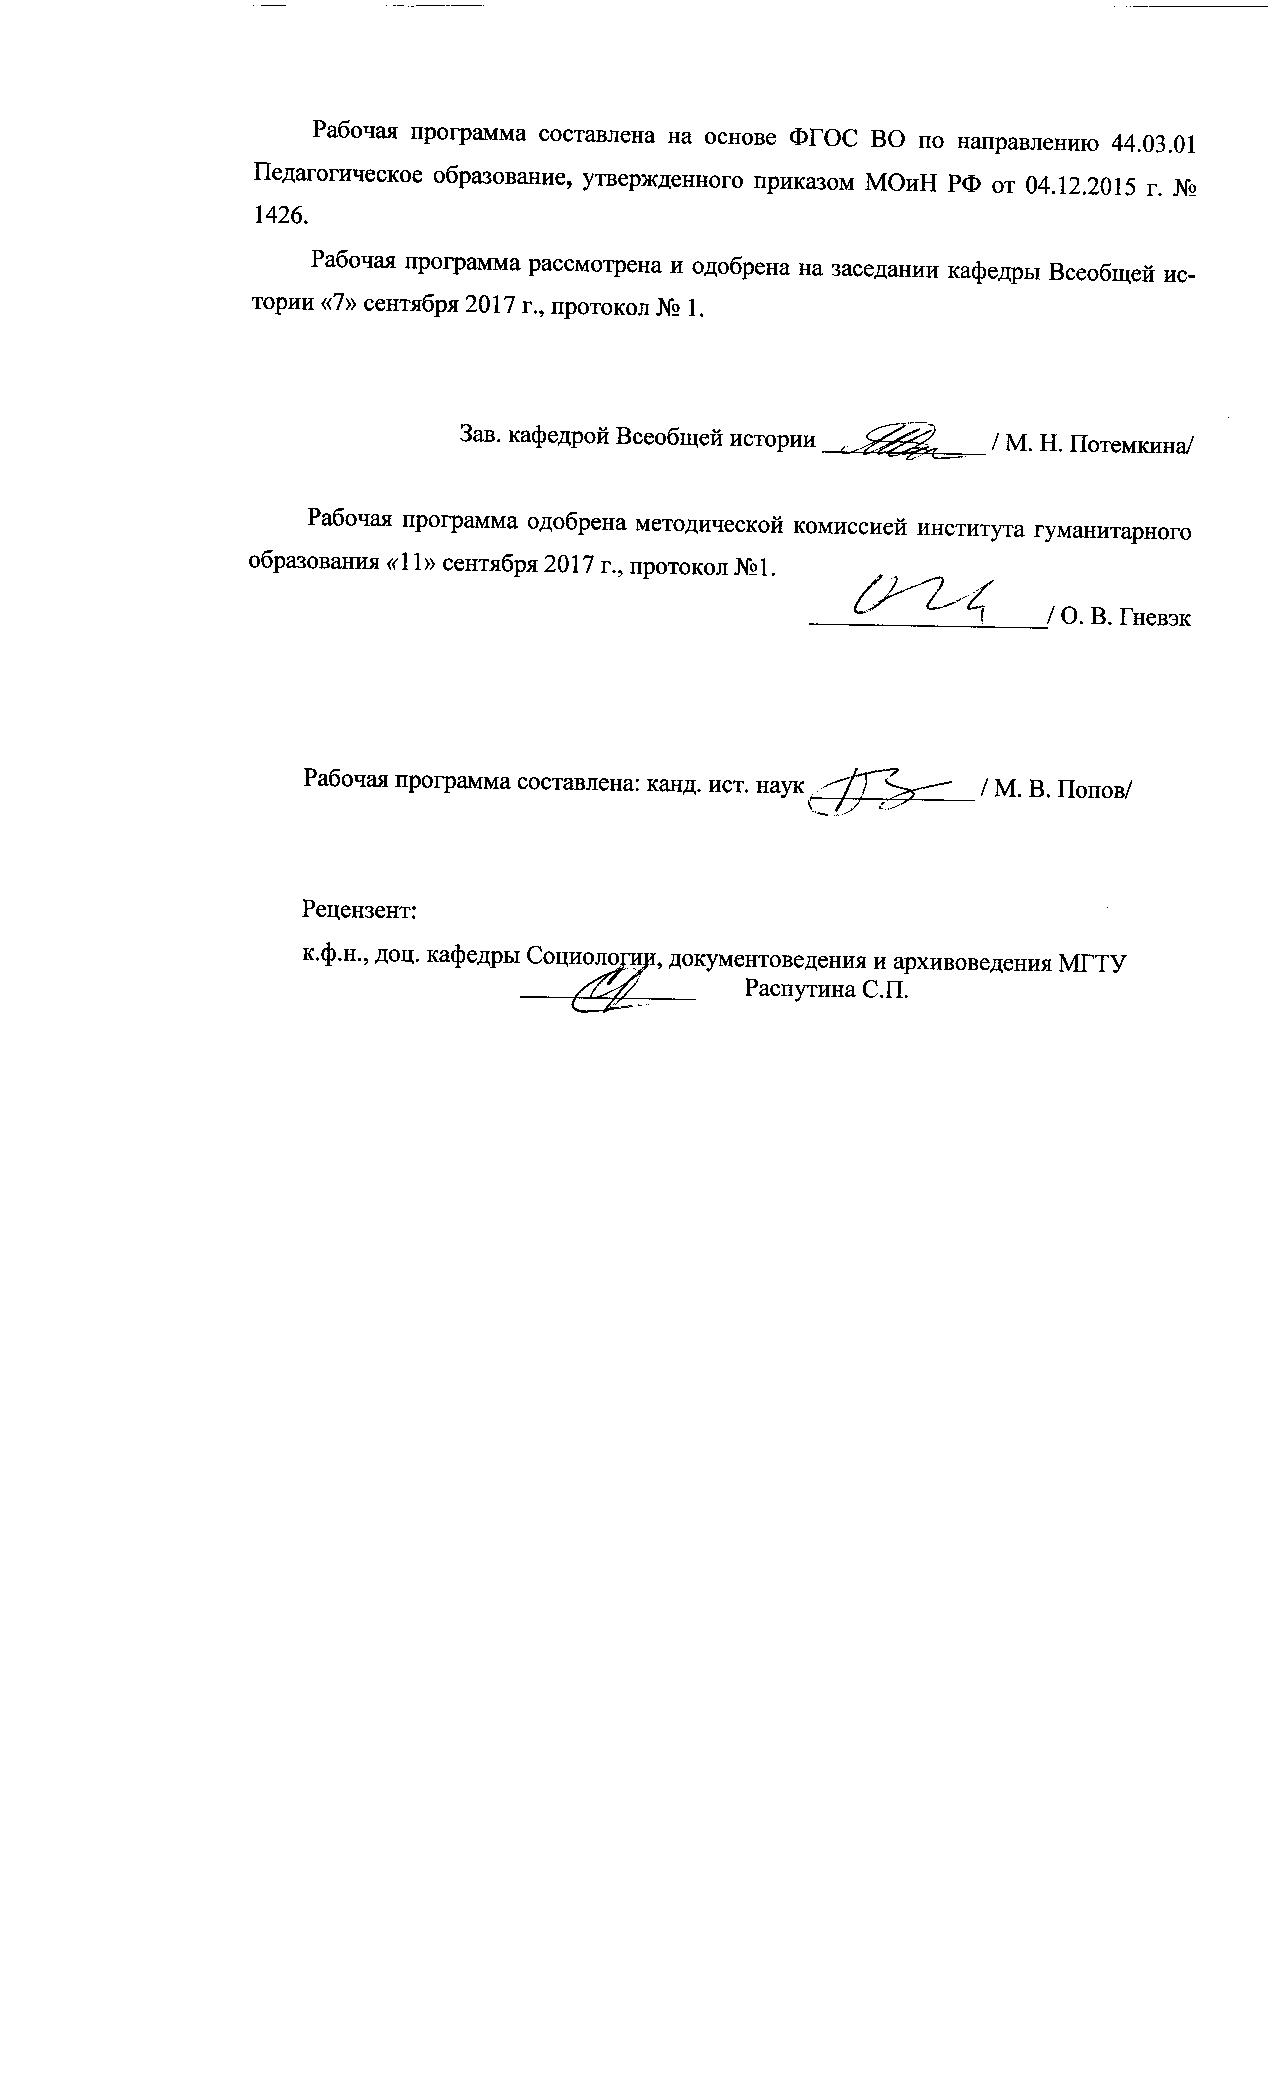 Рабочая программа составлена на основе ФГОС ВО по направлению 44.03.01
Педагогическое образование, утвержденного приказом МОиН РФ от 04.12.2015 г. №
1426.
Рабочая программа рассмотрена и одобрена на заседании кафедры Всеобщей ис-
тории «7» сентября 2017 г., протокол № 1.
Зав. кафедрой Всеобщей истории / М. Н. Потемкина/
Рабочая программа одобрена методической комиссией института гуманитарного
образования «11» сентября 2017 г., протокол №1.
/ О. В. Гневэк
Рабочая программа составлена: канд. ист. наук / М. В. Попов/
Рецензент:
к.ф.н., доц. кафедры Социологии, документоведения и архивоведения МГТУ
Распутина С.П.